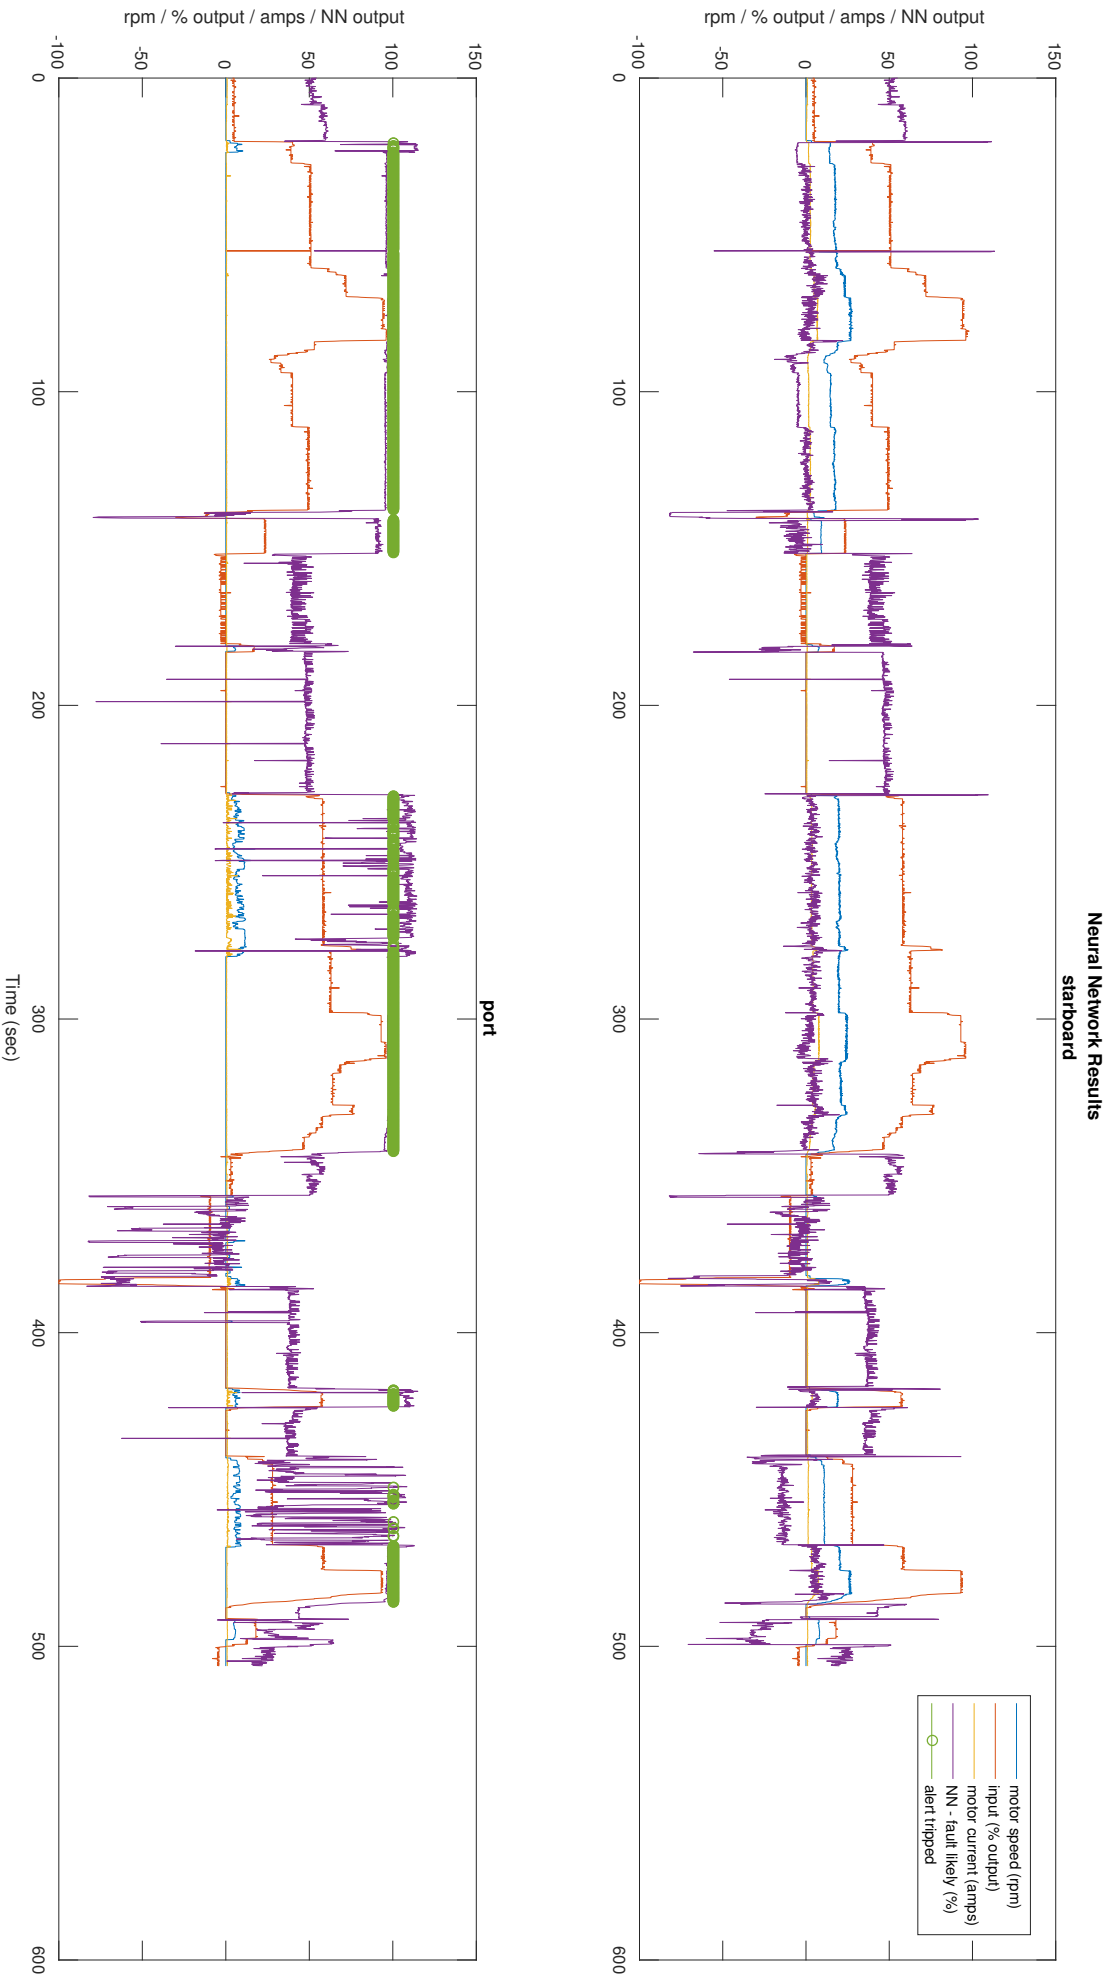 Neural Network Results
starboard
rpm / % output / amps / NN output
150
100
50
0
-50
-100
0
100
200
300
400
500
600
motor speed (rpm)
input (% output)
motor current (amps)
NN - fault likely (%)
alert tripped
port
rpm / % output / amps / NN output
150
100
50
0
-50
-100
0
100
200
300
400
500
600
Time (sec)